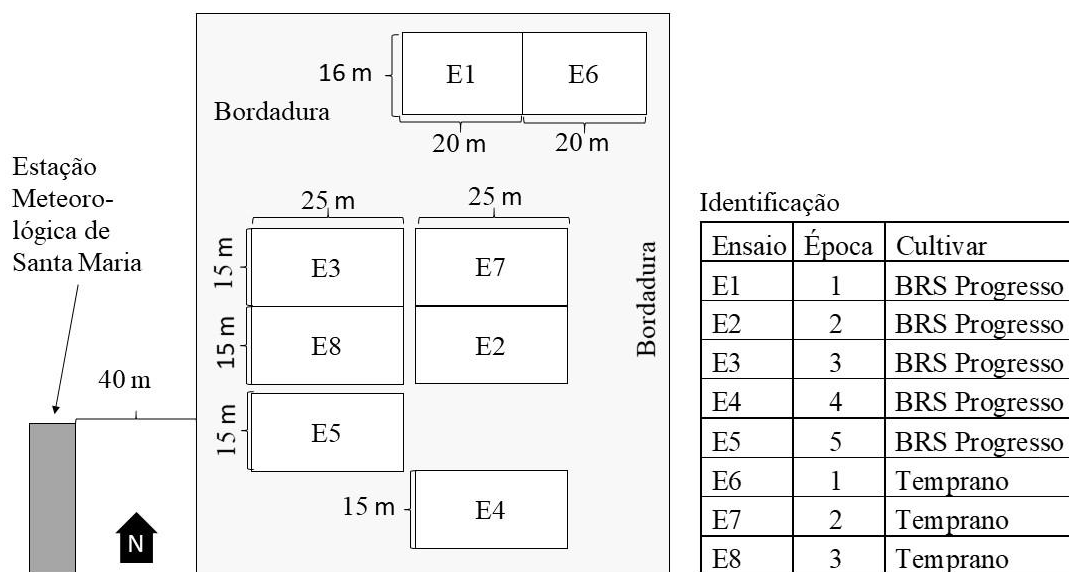 16 m
E1
E6
Bordadura
20 m
20 m
Estação
Meteoro-
lógica de
Santa Maria
25 m
25 m
15 m
E3
E7
15 m
E8
E2
Bordadura
40 m
15 m
E5
15 m
E4
N
Identificação
Ensaio Época Cultivar
E1 1 BRS Progresso
E2 2 BRS Progresso
E3 3 BRS Progresso
E4 4 BRS Progresso
E5 5 BRS Progresso
E6 1 Temprano
E7 2 Temprano
E8 3 Temprano